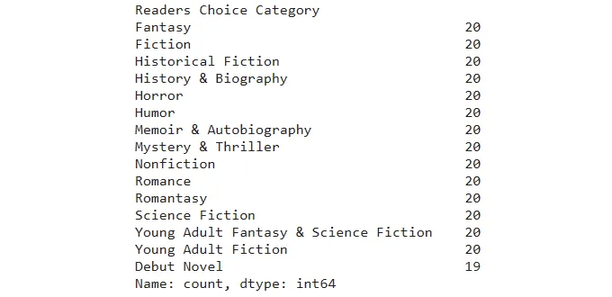 Readers Choice Category
Fantasy 20
Fiction 20
Historical Fiction 20
History & Biography 20
Horror 20
Humor 20
Memoir & Autobiography 20
Mystery & Thriller 20
Nonfiction 20
Romance 20
Romantasy 20
Science Fiction 20
Young Adult Fantasy & Science Fiction 20
Young Adult Fiction 20
Debut Novel 19
Name: count, dtype: int64